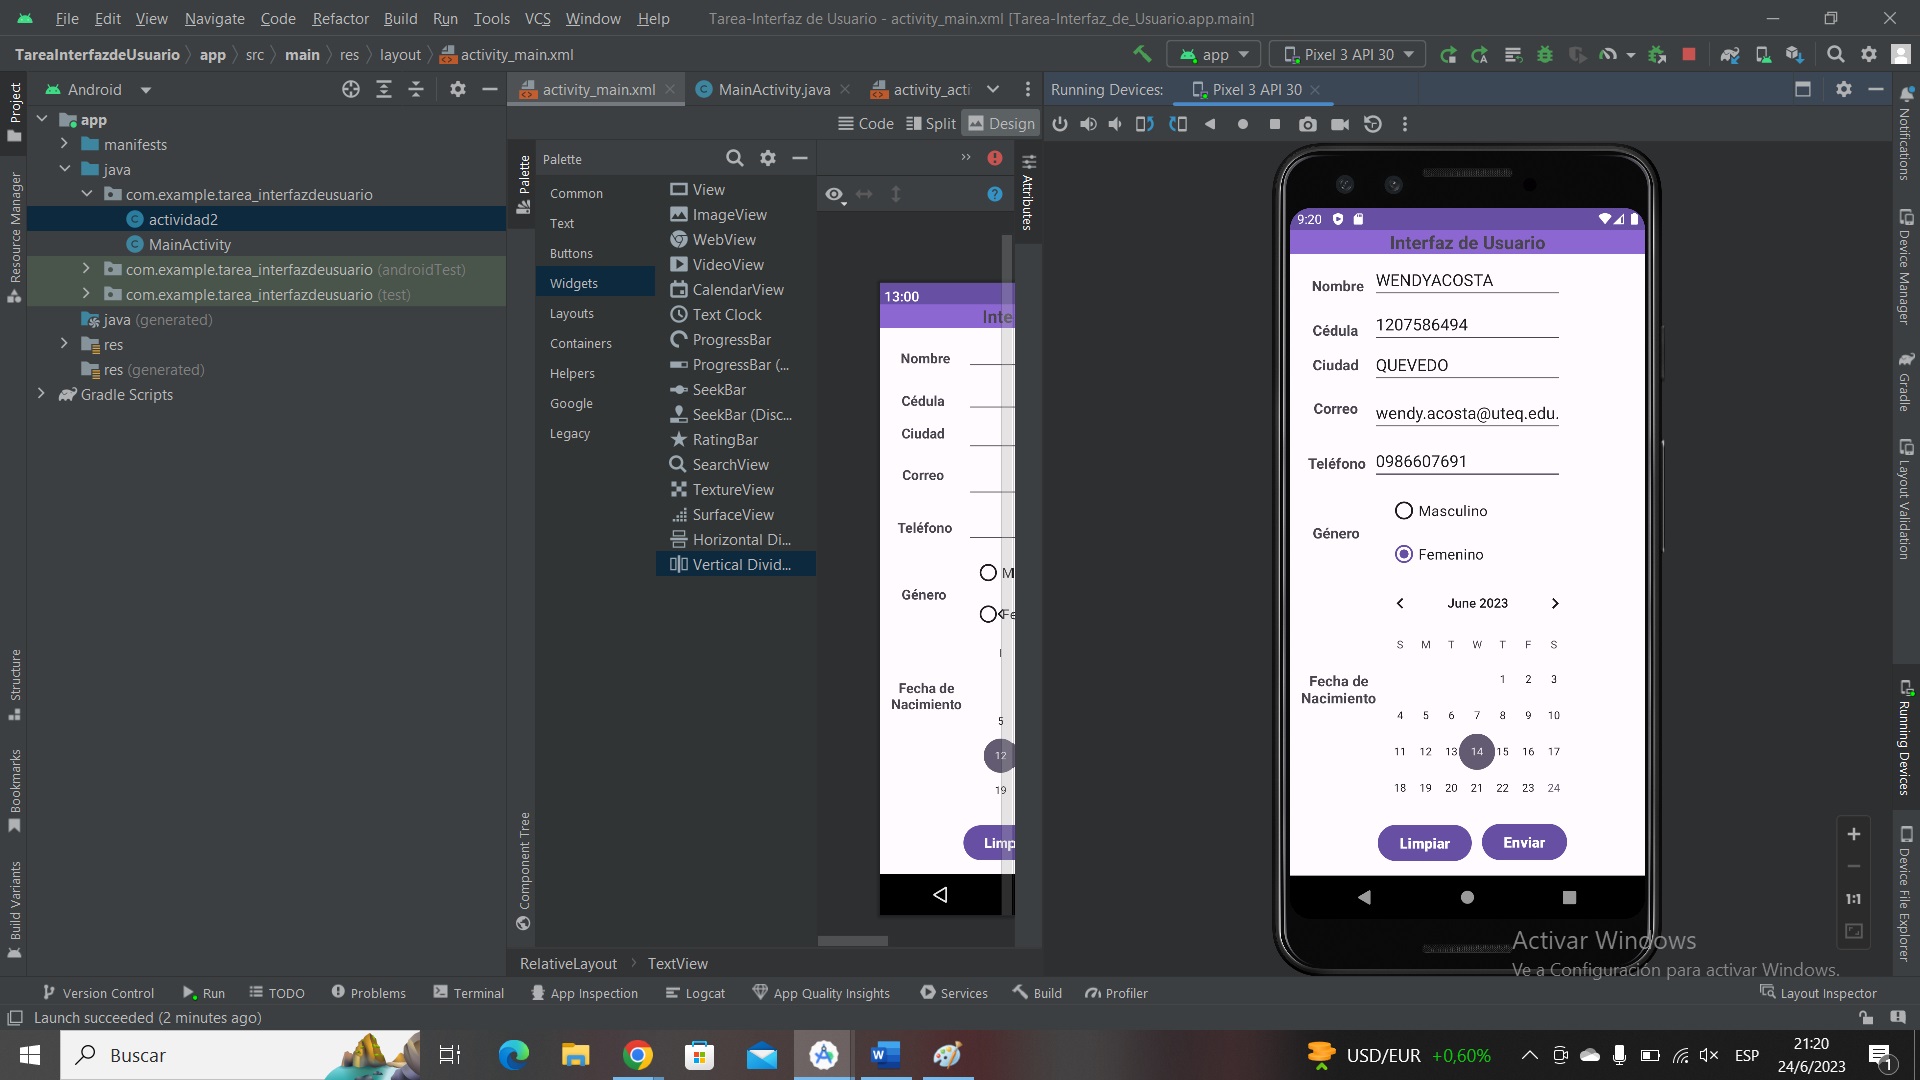 File Edit View Navigate Code Refactor Build Run Tools VCS Window Help Tarea-Interfaz de Usuario - activity_main.xml [Tarea-Interfaz_de_Usuario.app.main]
TareaInterfazdeUsuario app src main res layout activity_main.xml app Pixel 3 API 30
Project
Android
activity_main.xml MainActivity.java activity_acti
Running Devices: Pixel 3 API 30
Code Split Design
app
manifests
java
com.example.tarea_interfazdeusuario
actividad2
MainActivity
com.example.tarea_interfazdeusuario (androidTest)
com.example.tarea_interfazdeusuario (test)
java (generated)
res
res (generated)
Gradle Scripts
Resource Manager
Structure
Bookmarks
Build Variants
Palette
Palette
Common
Text
Buttons
Widgets
Layouts
Containers
Helpers
Google
Legacy
View
ImageView
WebView
VideoView
CalendarView
Text Clock
ProgressBar
ProgressBar (...
SeekBar
SeekBar (Disc...
RatingBar
SearchView
TextureView
SurfaceView
Horizontal Di...
Vertical Divid...
Component Tree
Attributes
13:00
Inte
Nombre
Cédula
Ciudad
Correo
Teléfono
M
Género
Fe
Fecha de
Nacimiento
5
12
19
Limp
RelativeLayout TextView
9:20
Interfaz de Usuario
Nombre WENDYACOSTA
Cédula 1207586494
Ciudad QUEVEDO
Correo wendy.acosta@uteq.edu.
Teléfono 0986607691
Masculino
Género
Femenino
June 2023
S M T W T F S
1 2 3
Fecha de
Nacimiento
4 5 6 7 8 9 10
11 12 13 14 15 16 17
18 19 20 21 22 23 24
Limpiar Enviar
1:1
Notifications
Device Manager
Gradle
Layout Validation
Running Devices
Device File Explorer
Activar Windows
Ve a Configuración para activar Windows.
Version Control Run TODO Problems Terminal App Inspection Logcat App Quality Insights Services Build Profiler Layout Inspector
Launch succeeded (2 minutes ago)
Buscar
USD/EUR +0,60%
ESP
21:20
24/6/2023
1